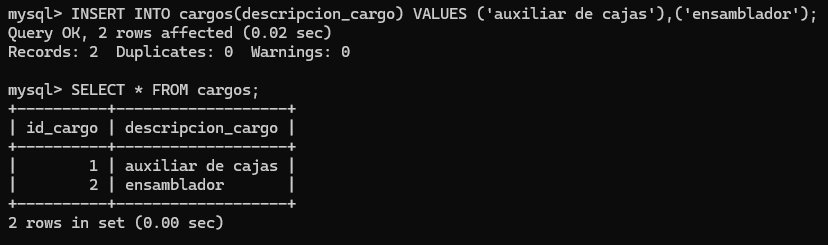 mysql> INSERT INTO cargos(descripcion_cargo) VALUES ('auxiliar de cajas'),('ensamblador');
Query OK, 2 rows affected (0.02 sec)
Records: 2  Duplicates: 0  Warnings: 0

mysql> SELECT * FROM cargos;
+----------+-------------------+
| id_cargo | descripcion_cargo |
+----------+-------------------+
|        1 | auxiliar de cajas |
|        2 | ensamblador       |
+----------+-------------------+
2 rows in set (0.00 sec)